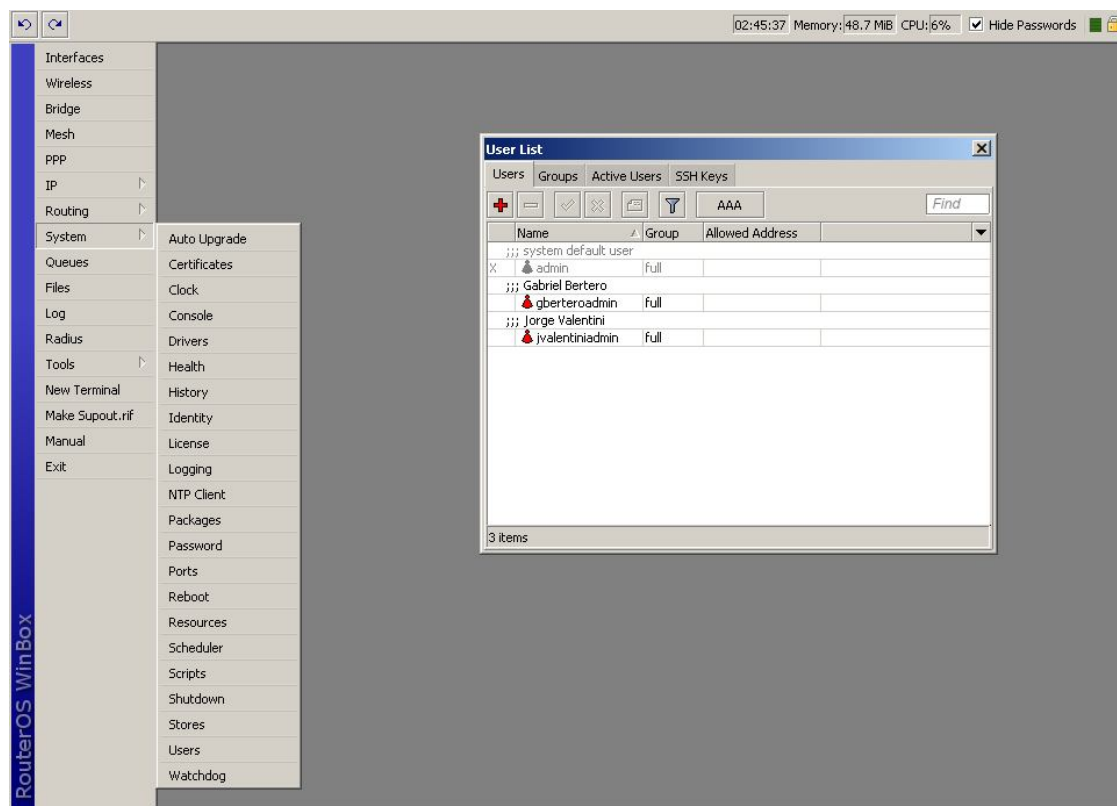 02:45:37 Memory: 48.7 MiB CPU: 6% Hide Passwords
Interfaces
Wireless
Bridge
Mesh
PPP
IP
Routing
System
Queues
Files
Log
Radius
Tools
New Terminal
Make Supout.rif
Manual
Exit
RouterOS WinBox
Auto Upgrade
Certificates
Clock
Console
Drivers
Health
History
Identity
License
Logging
NTP Client
Packages
Password
Ports
Reboot
Resources
Scheduler
Scripts
Shutdown
Stores
Users
Watchdog
User List
Users Groups Active Users SSH Keys
AAA Find
Name Group Allowed Address
;;; system default user
X admin full
;;; Gabriel Bertero
gberteroadmin full
;;; Jorge Valentini
jvalentiniadmin full
3 items